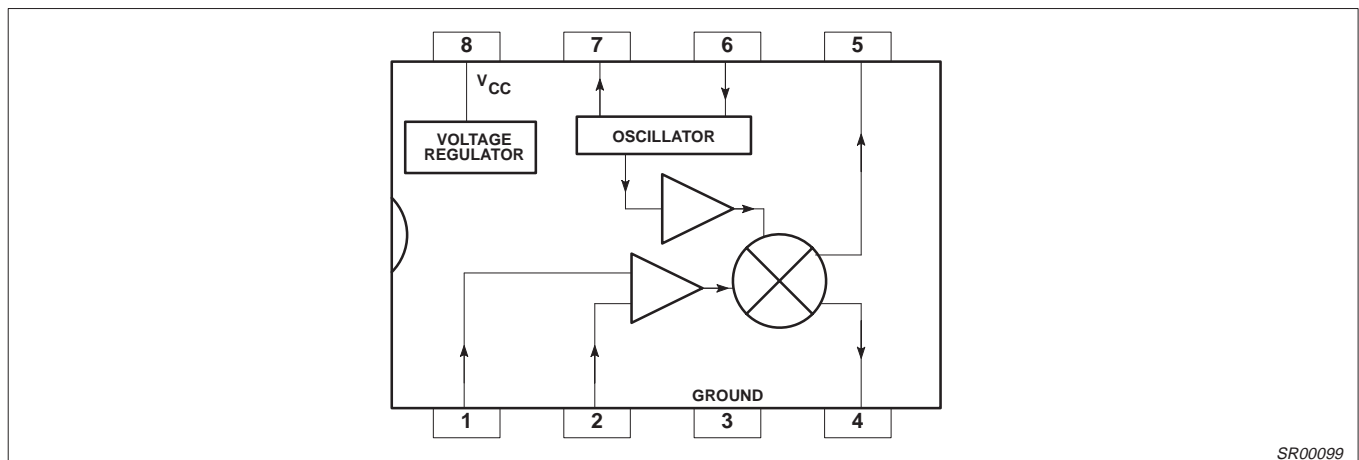 8 7 6 5
VCC
VOLTAGE
REGULATOR
OSCILLATOR
GROUND
1 2 3 4
SR00099